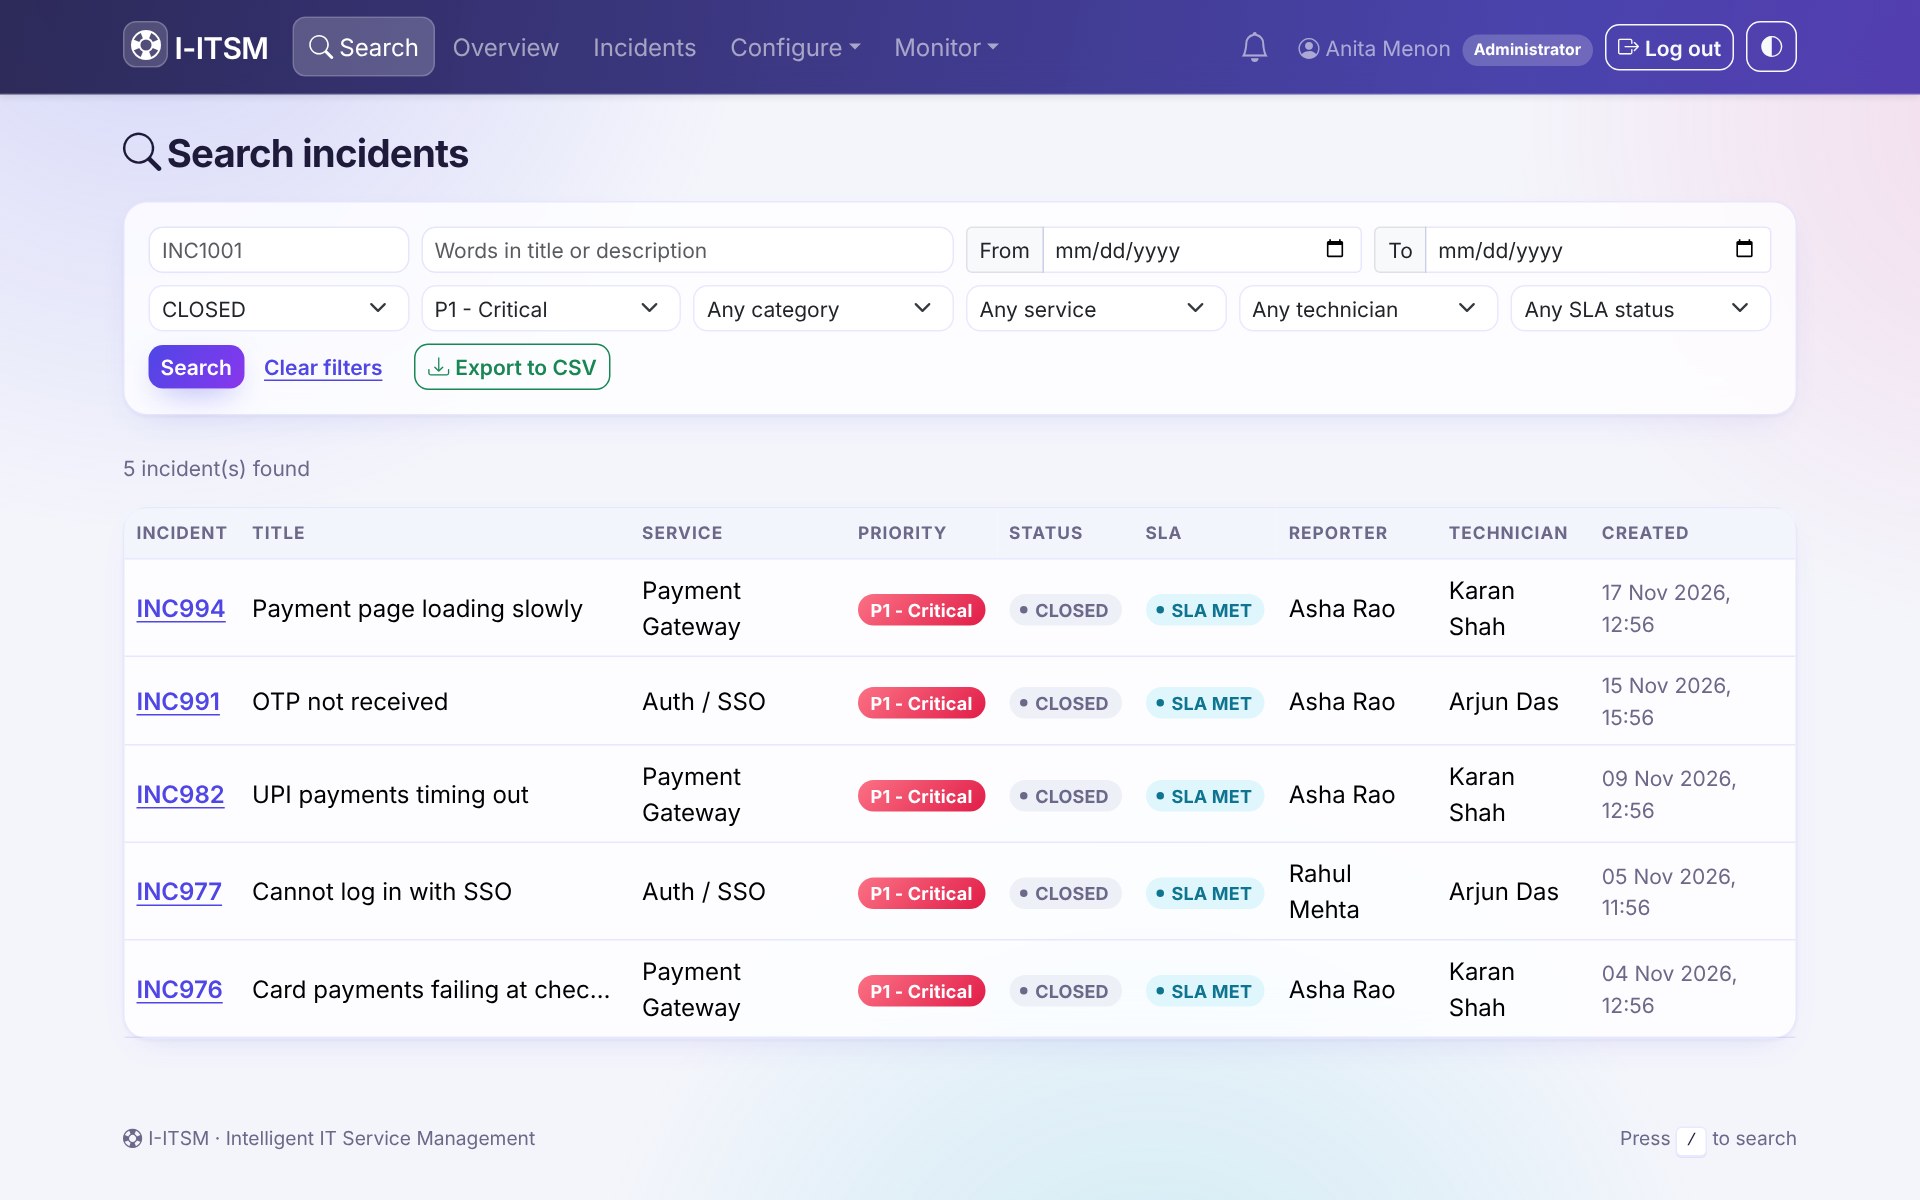 I-ITSM Search Overview Incidents Configure Monitor Anita Menon Administrator Log out
Search incidents
INC1001 Words in title or description From mm/dd/yyyy To mm/dd/yyyy
CLOSED P1 - Critical Any category Any service Any technician Any SLA status
Search Clear filters Export to CSV
5 incident(s) found
INCIDENT TITLE SERVICE PRIORITY STATUS SLA REPORTER TECHNICIAN CREATED
INC994 Payment page loading slowly Payment Gateway P1 - Critical CLOSED SLA MET Asha Rao Karan Shah 17 Nov 2026, 12:56
INC991 OTP not received Auth / SSO P1 - Critical CLOSED SLA MET Asha Rao Arjun Das 15 Nov 2026, 15:56
INC982 UPI payments timing out Payment Gateway P1 - Critical CLOSED SLA MET Asha Rao Karan Shah 09 Nov 2026, 12:56
INC977 Cannot log in with SSO Auth / SSO P1 - Critical CLOSED SLA MET Rahul Mehta Arjun Das 05 Nov 2026, 11:56
INC976 Card payments failing at chec... Payment Gateway P1 - Critical CLOSED SLA MET Asha Rao Karan Shah 04 Nov 2026, 12:56
I-ITSM · Intelligent IT Service Management Press / to search